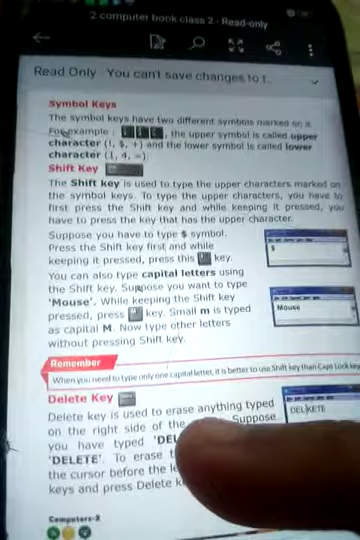 2 computer book class 2 - Read-only
Read Only - You can't save changes to t...
Symbol Keys
The symbol keys have two different symbols marked on it.
For example : , the upper symbol is called upper
character (!, $, +) and the lower symbol is called lower
character (1, 4, =).
Shift Key
The Shift key is used to type the upper characters marked on
the symbol keys. To type the upper characters, you have to
first press the Shift key and while keeping it pressed, you
have to press the key that has the upper character.
Suppose you have to type $ symbol.
Press the Shift key first and while
keeping it pressed, press this key.
$
You can also type capital letters using
the Shift key. Suppose you want to type
'Mouse'. While keeping the Shift key
pressed, press key. Small m is typed
as capital M. Now type other letters
without pressing Shift key.
Mouse
Remember
When you need to type only one capital letter, it is better to use Shift key than Caps Lock key
Delete Key
Delete key is used to erase anything typed
on the right side of the Suppose
you have typed 'DEL
'DELETE'. To erase
the cursor before the
keys and press Delete
DELKETE
Computers-2